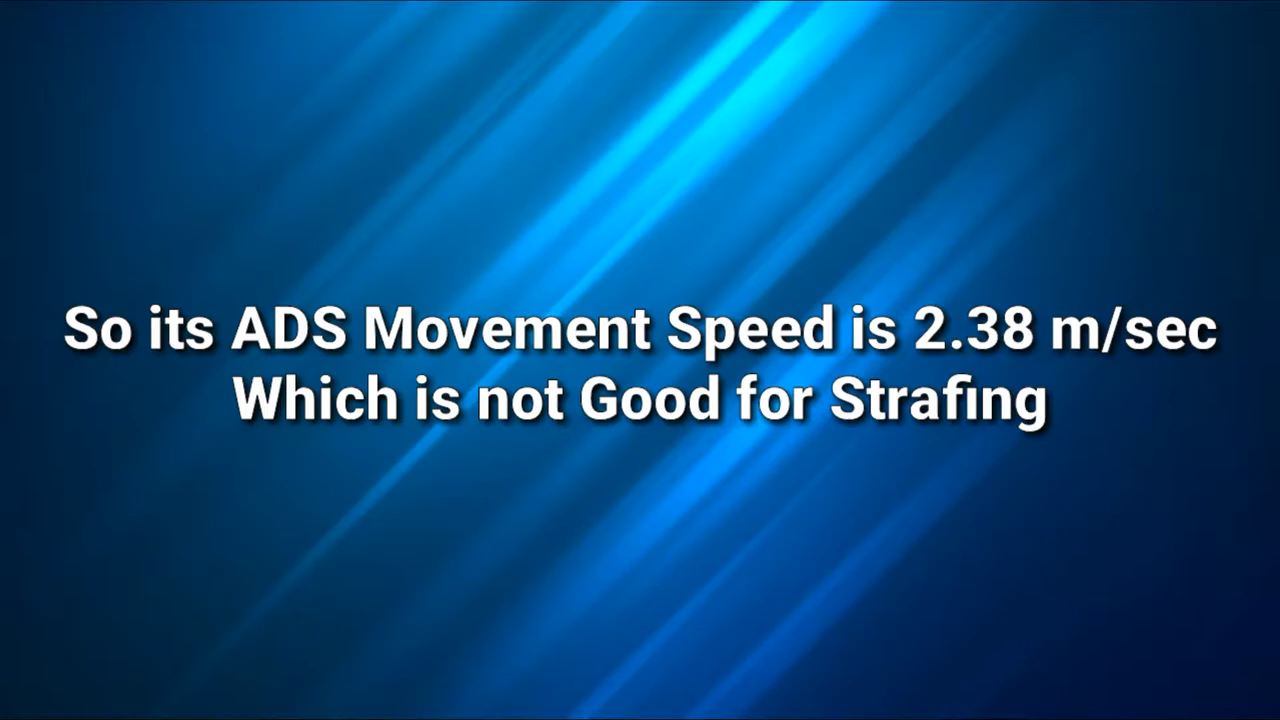 So its ADS Movement Speed is 2.38 m/sec
Which is not Good for Strafing